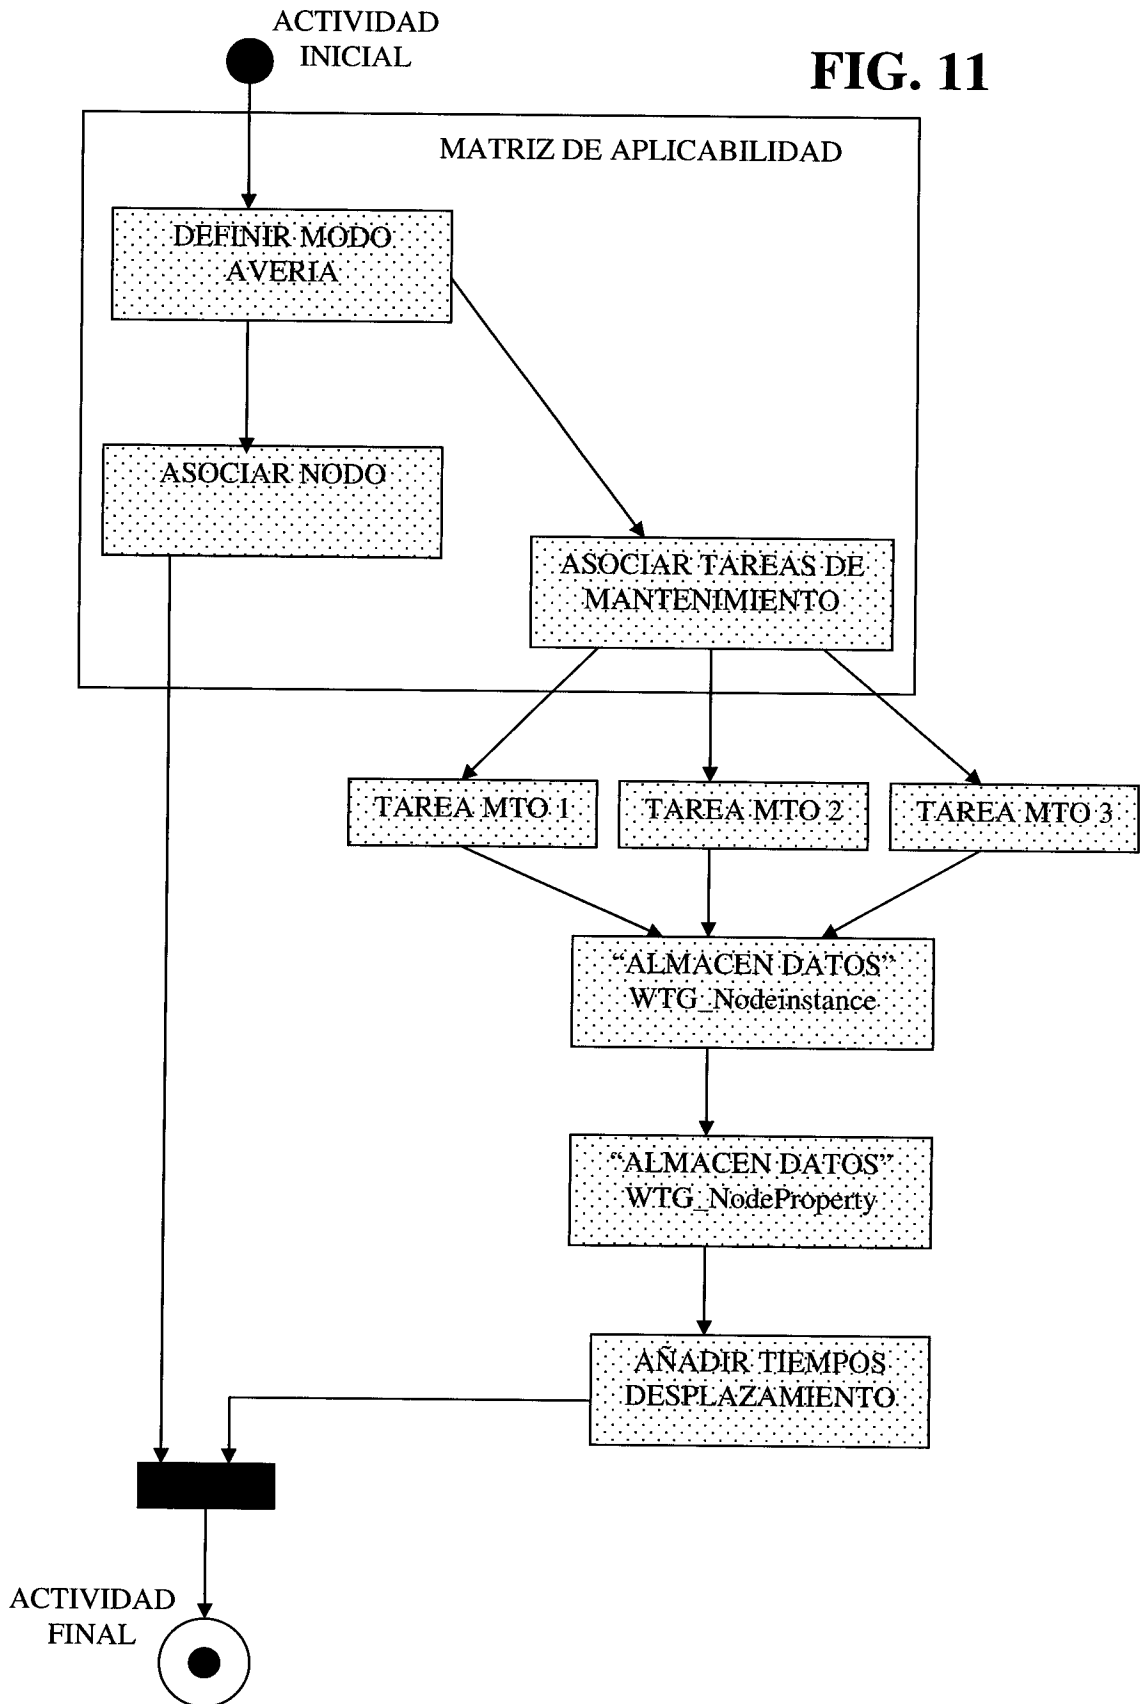 ACTIVIDAD
INICIAL
FIG. 11
MATRIZ DE APLICABILIDAD
DEFINIR MODO
AVERIA
ASOCIAR NODO
ASOCIAR TAREAS DE
MANTENIMIENTO
TAREA MTO 1
TAREA MTO 2
TAREA MTO 3
“ALMACEN DATOS”
WTG_Nodeinstance
“ALMACEN DATOS”
WTG_NodeProperty
AÑADIR TIEMPOS
DESPLAZAMIENTO
ACTIVIDAD
FINAL